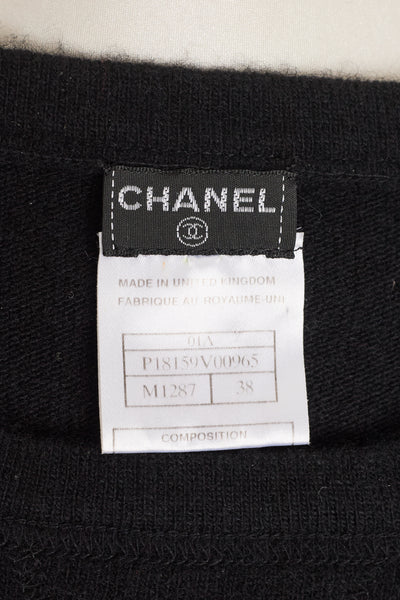 CHANEL
MADE IN UNITED KINGDOM
FABRIQUE AU ROYAUME-UNI
01A
P18159V00965
M1287 38
COMPOSITION